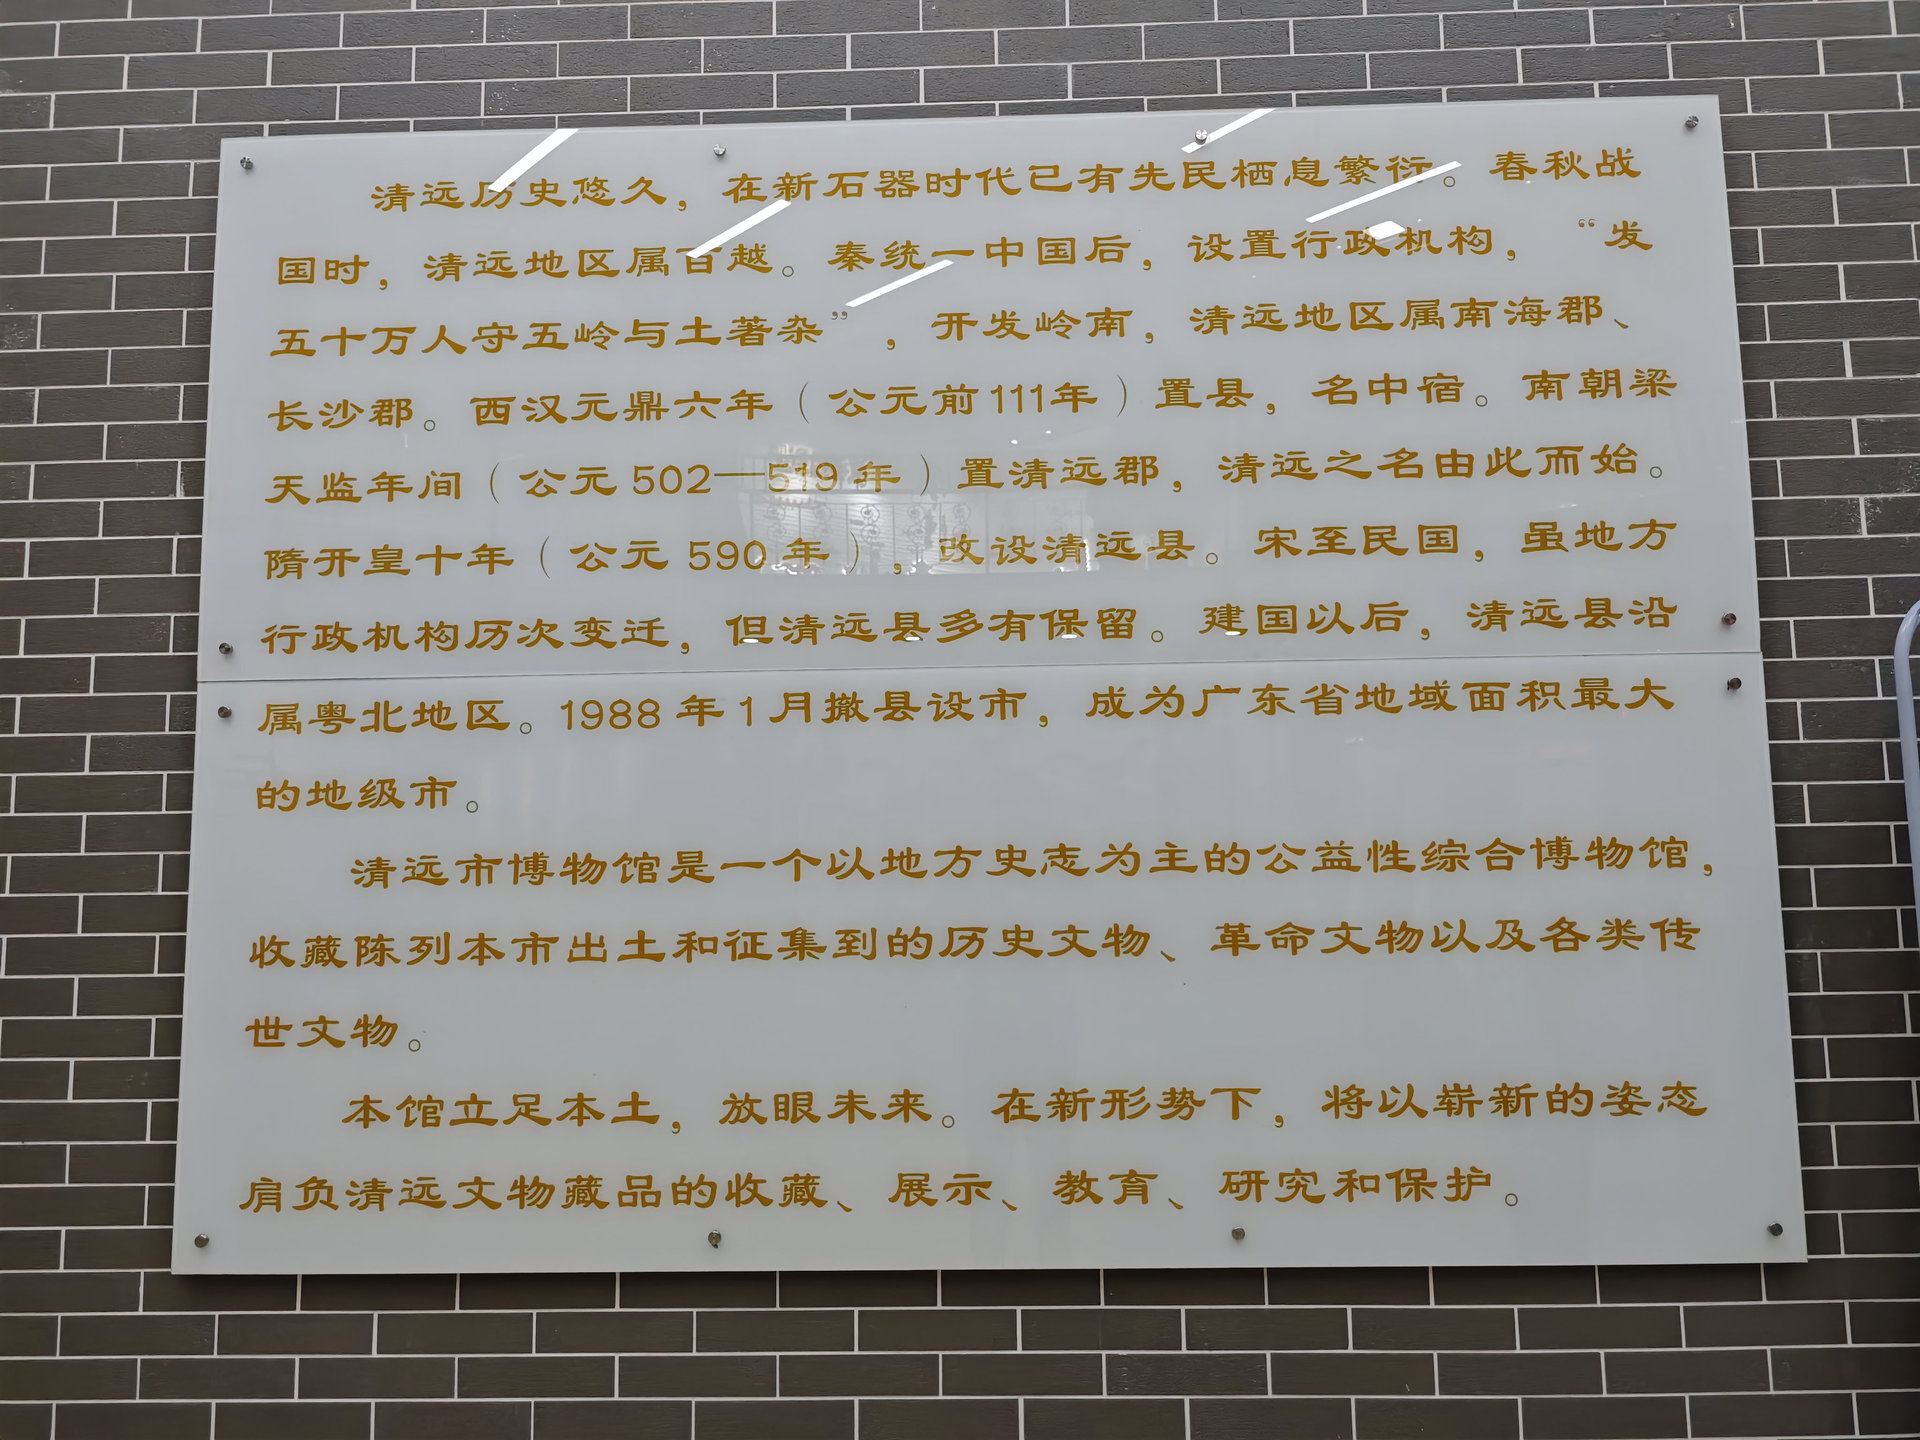 清远历史悠久，在新石器时代已有先民栖息繁衍。春秋战
国时，清远地区属百越。秦统一中国后，设置行政机构，“发
五十万人守五岭与土著杂”，开发岭南，清远地区属南海郡、
长沙郡。西汉元鼎六年（公元前111年）置县，名中宿。南朝梁
天监年间（公元502—519年）置清远郡，清远之名由此而始。
隋开皇十年（公元590年），改设清远县。宋至民国，虽地方
行政机构历次变迁，但清远县多有保留。建国以后，清远县沿
属粤北地区。1988年1月撤县设市，成为广东省地域面积最大
的地级市。
清远市博物馆是一个以地方史志为主的公益性综合博物馆，
收藏陈列本市出土和征集到的历史文物、革命文物以及各类传
世文物。
本馆立足本土，放眼未来。在新形势下，将以崭新的姿态
肩负清远文物藏品的收藏、展示、教育、研究和保护。